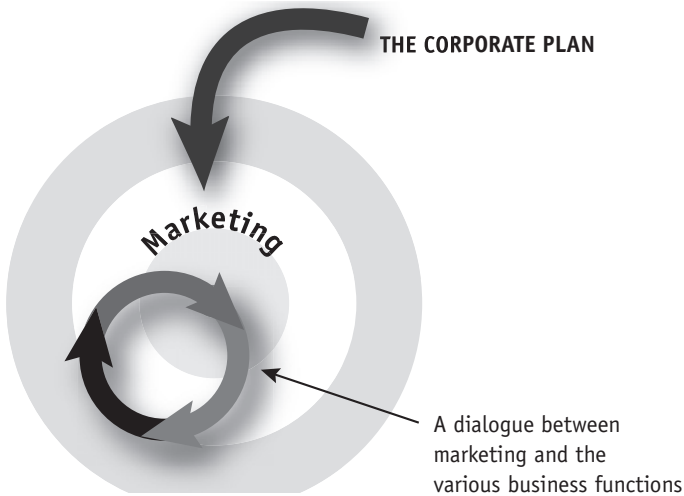 THE CORPORATE PLAN
Marketing
A dialogue between
marketing and the
various business functions